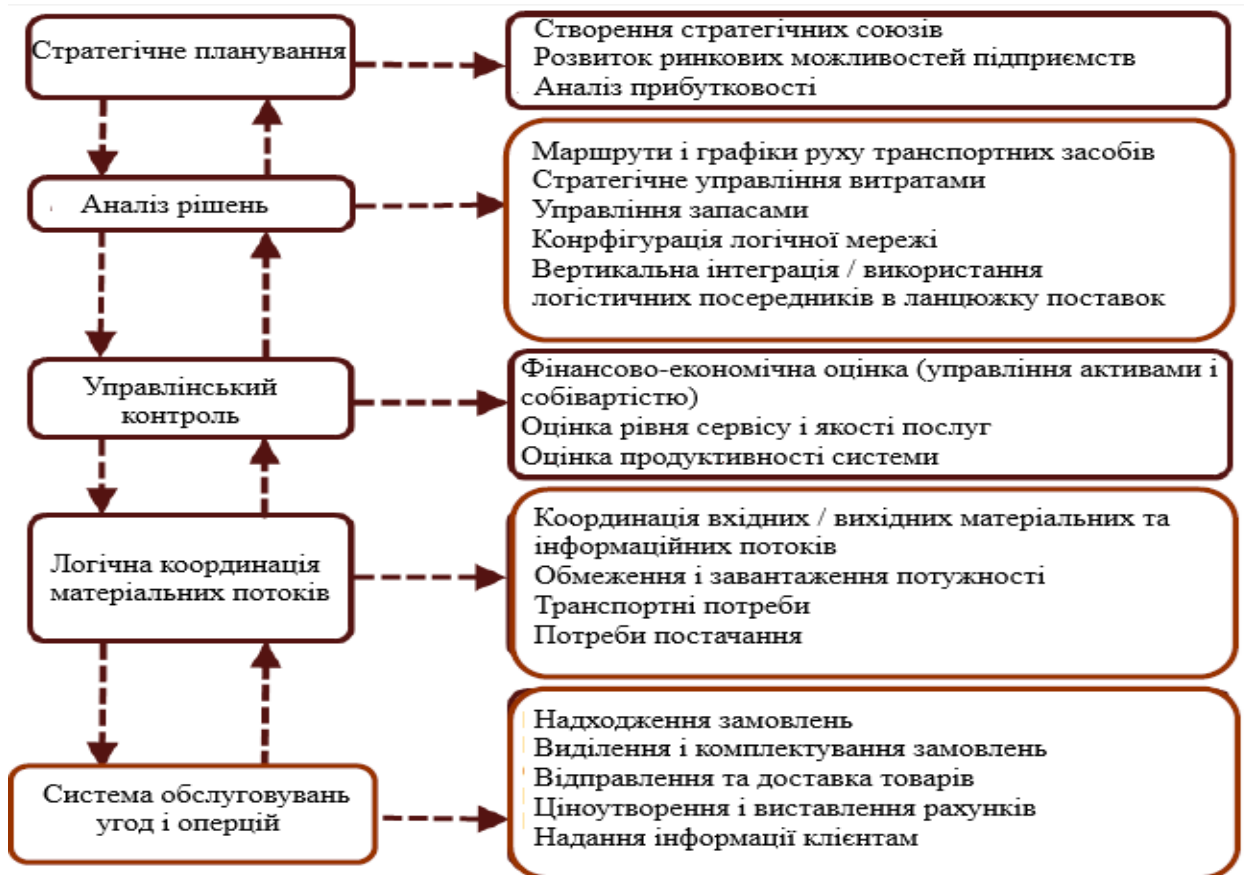 Стратегічне планування
Створення стратегічних союзів
Розвиток ринкових можливостей підприємств
Аналіз прибутковості
Аналіз рішень
Маршрути і графіки руху транспортних засобів
Стратегічне управління витратами
Управління запасами
Конрфігурація логічної мережі
Вертикальна інтеграція / використання
логістичних посередників в ланцюжку поставок
Управлінський
контроль
Фінансово-економічна оцінка (управління активами і
собівартістю)
Оцінка рівня сервісу і якості послуг
Оцінка продуктивності системи
Логічна координація
матеріальних потоків
Координація вхідних / вихідних матеріальних та
інформаційних потоків
Обмеження і завантаження потужності
Транспортні потреби
Потреби постачання
Система обслуговувань
угод і оперцій
Надходження замовлень
Виділення і комплектування замовлень
Відправлення та доставка товарів
Ціноутворення і виставлення рахунків
Надання інформації клієнтам